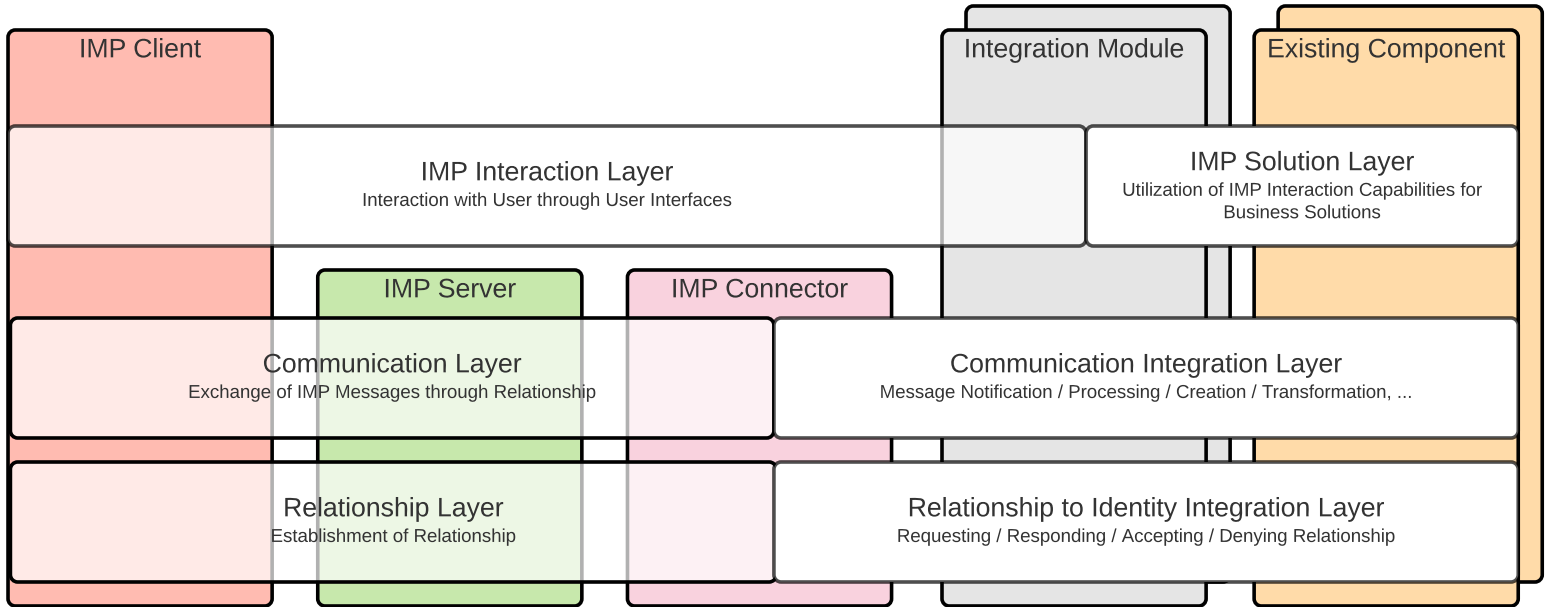 IMP Client
Integration Module
Existing Component
IMP Interaction Layer
Interaction with User through User Interfaces
IMP Solution Layer
Utilization of IMP Interaction Capabilities for
Business Solutions
IMP Server
IMP Connector
Communication Layer
Exchange of IMP Messages through Relationship
Communication Integration Layer
Message Notification / Processing / Creation / Transformation, ...
Relationship Layer
Establishment of Relationship
Relationship to Identity Integration Layer
Requesting / Responding / Accepting / Denying Relationship